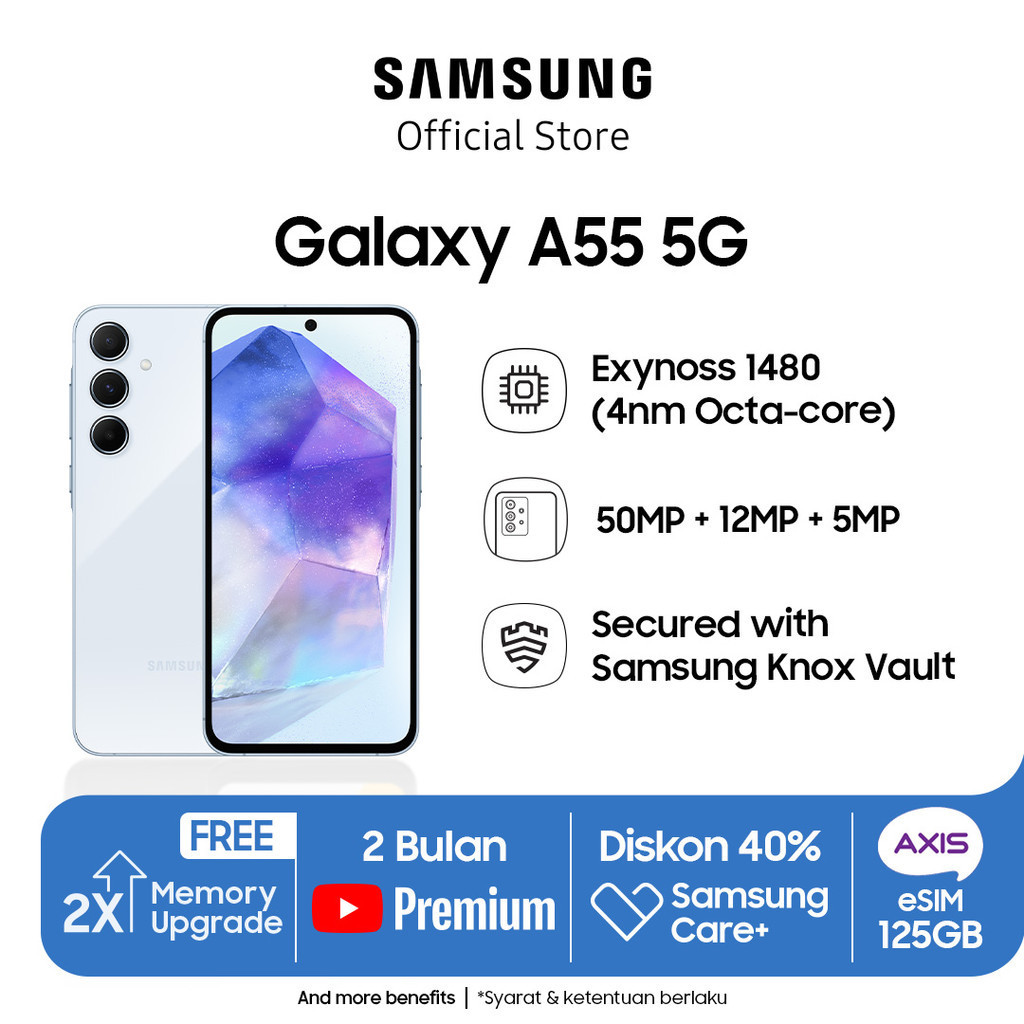 SAMSUNG
Official Store
Galaxy A55 5G
Exynoss 1480
(4nm Octa-core)
50MP + 12MP + 5MP
Secured with
Samsung Knox Vault
SAMSUN
FREE
2X Memory
Upgrade
2 Bulan
Premium
Diskon 40%
Samsung
Care+
AXIS
eSIM
125GB
And more benefits | *Syarat & ketentuan berlaku